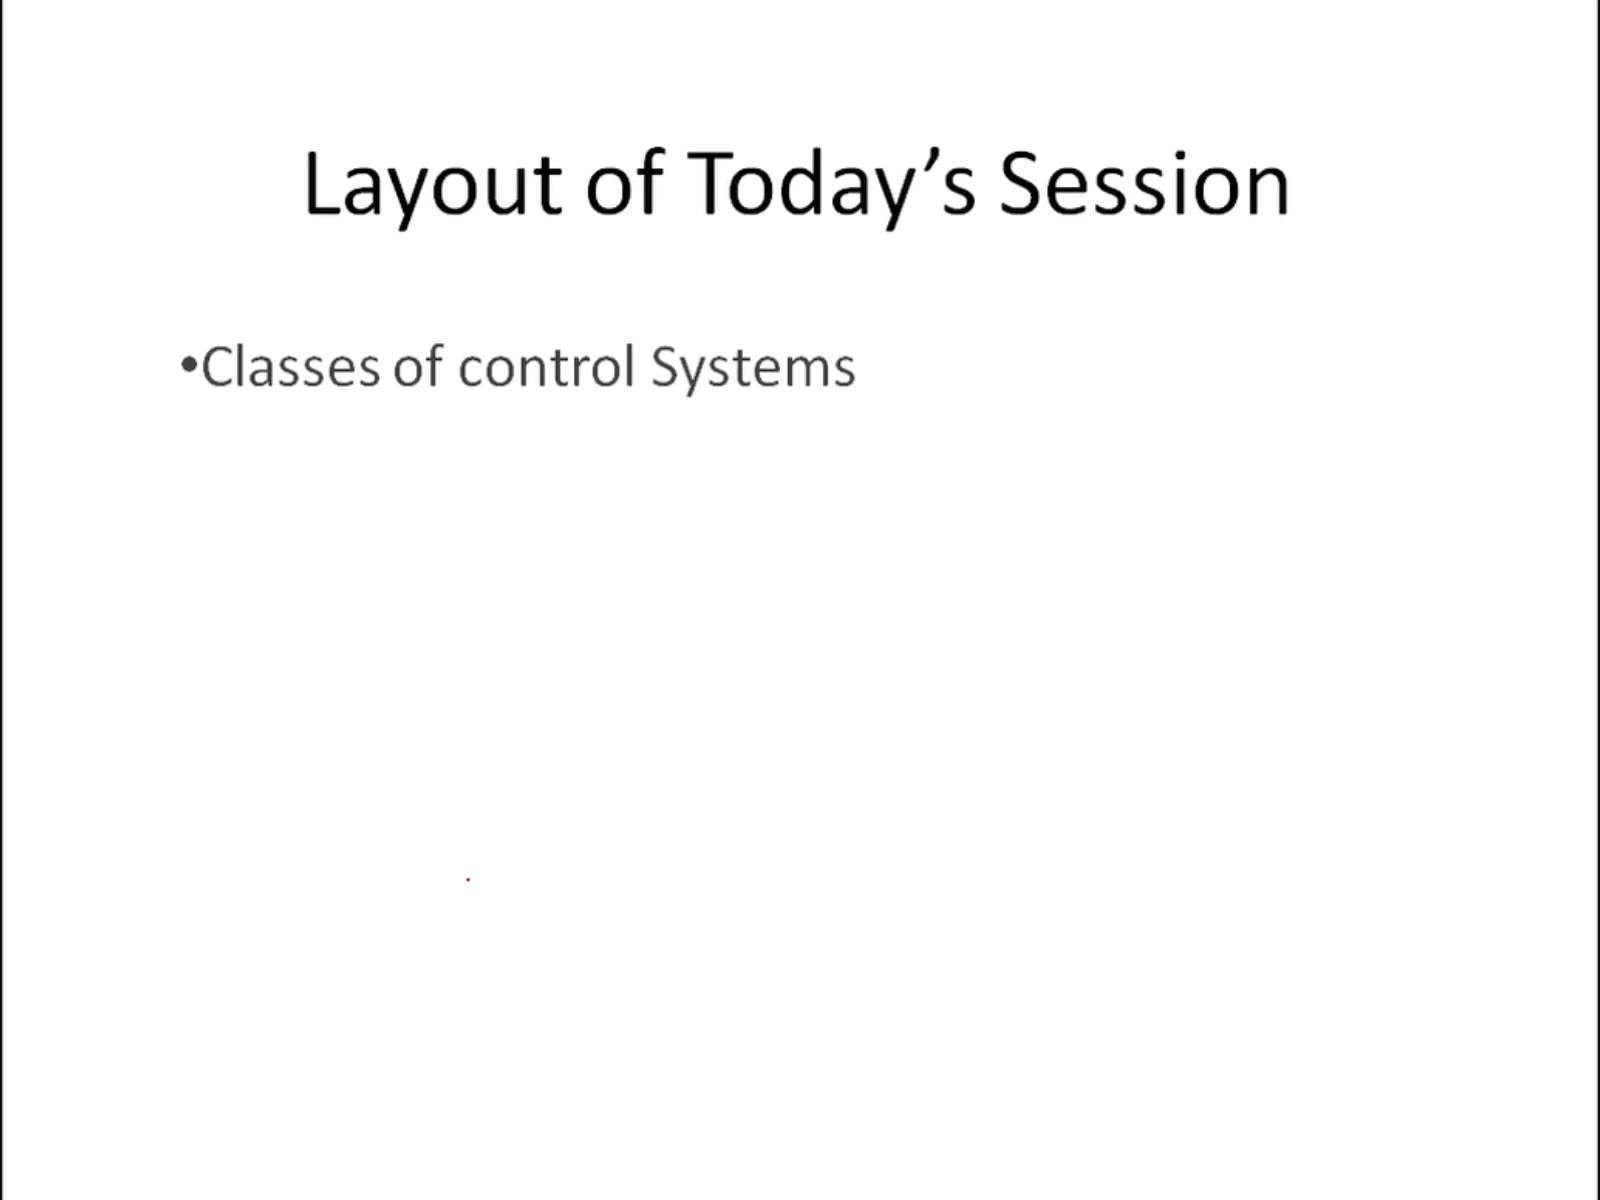 Layout of Today’s Session
•Classes of control Systems